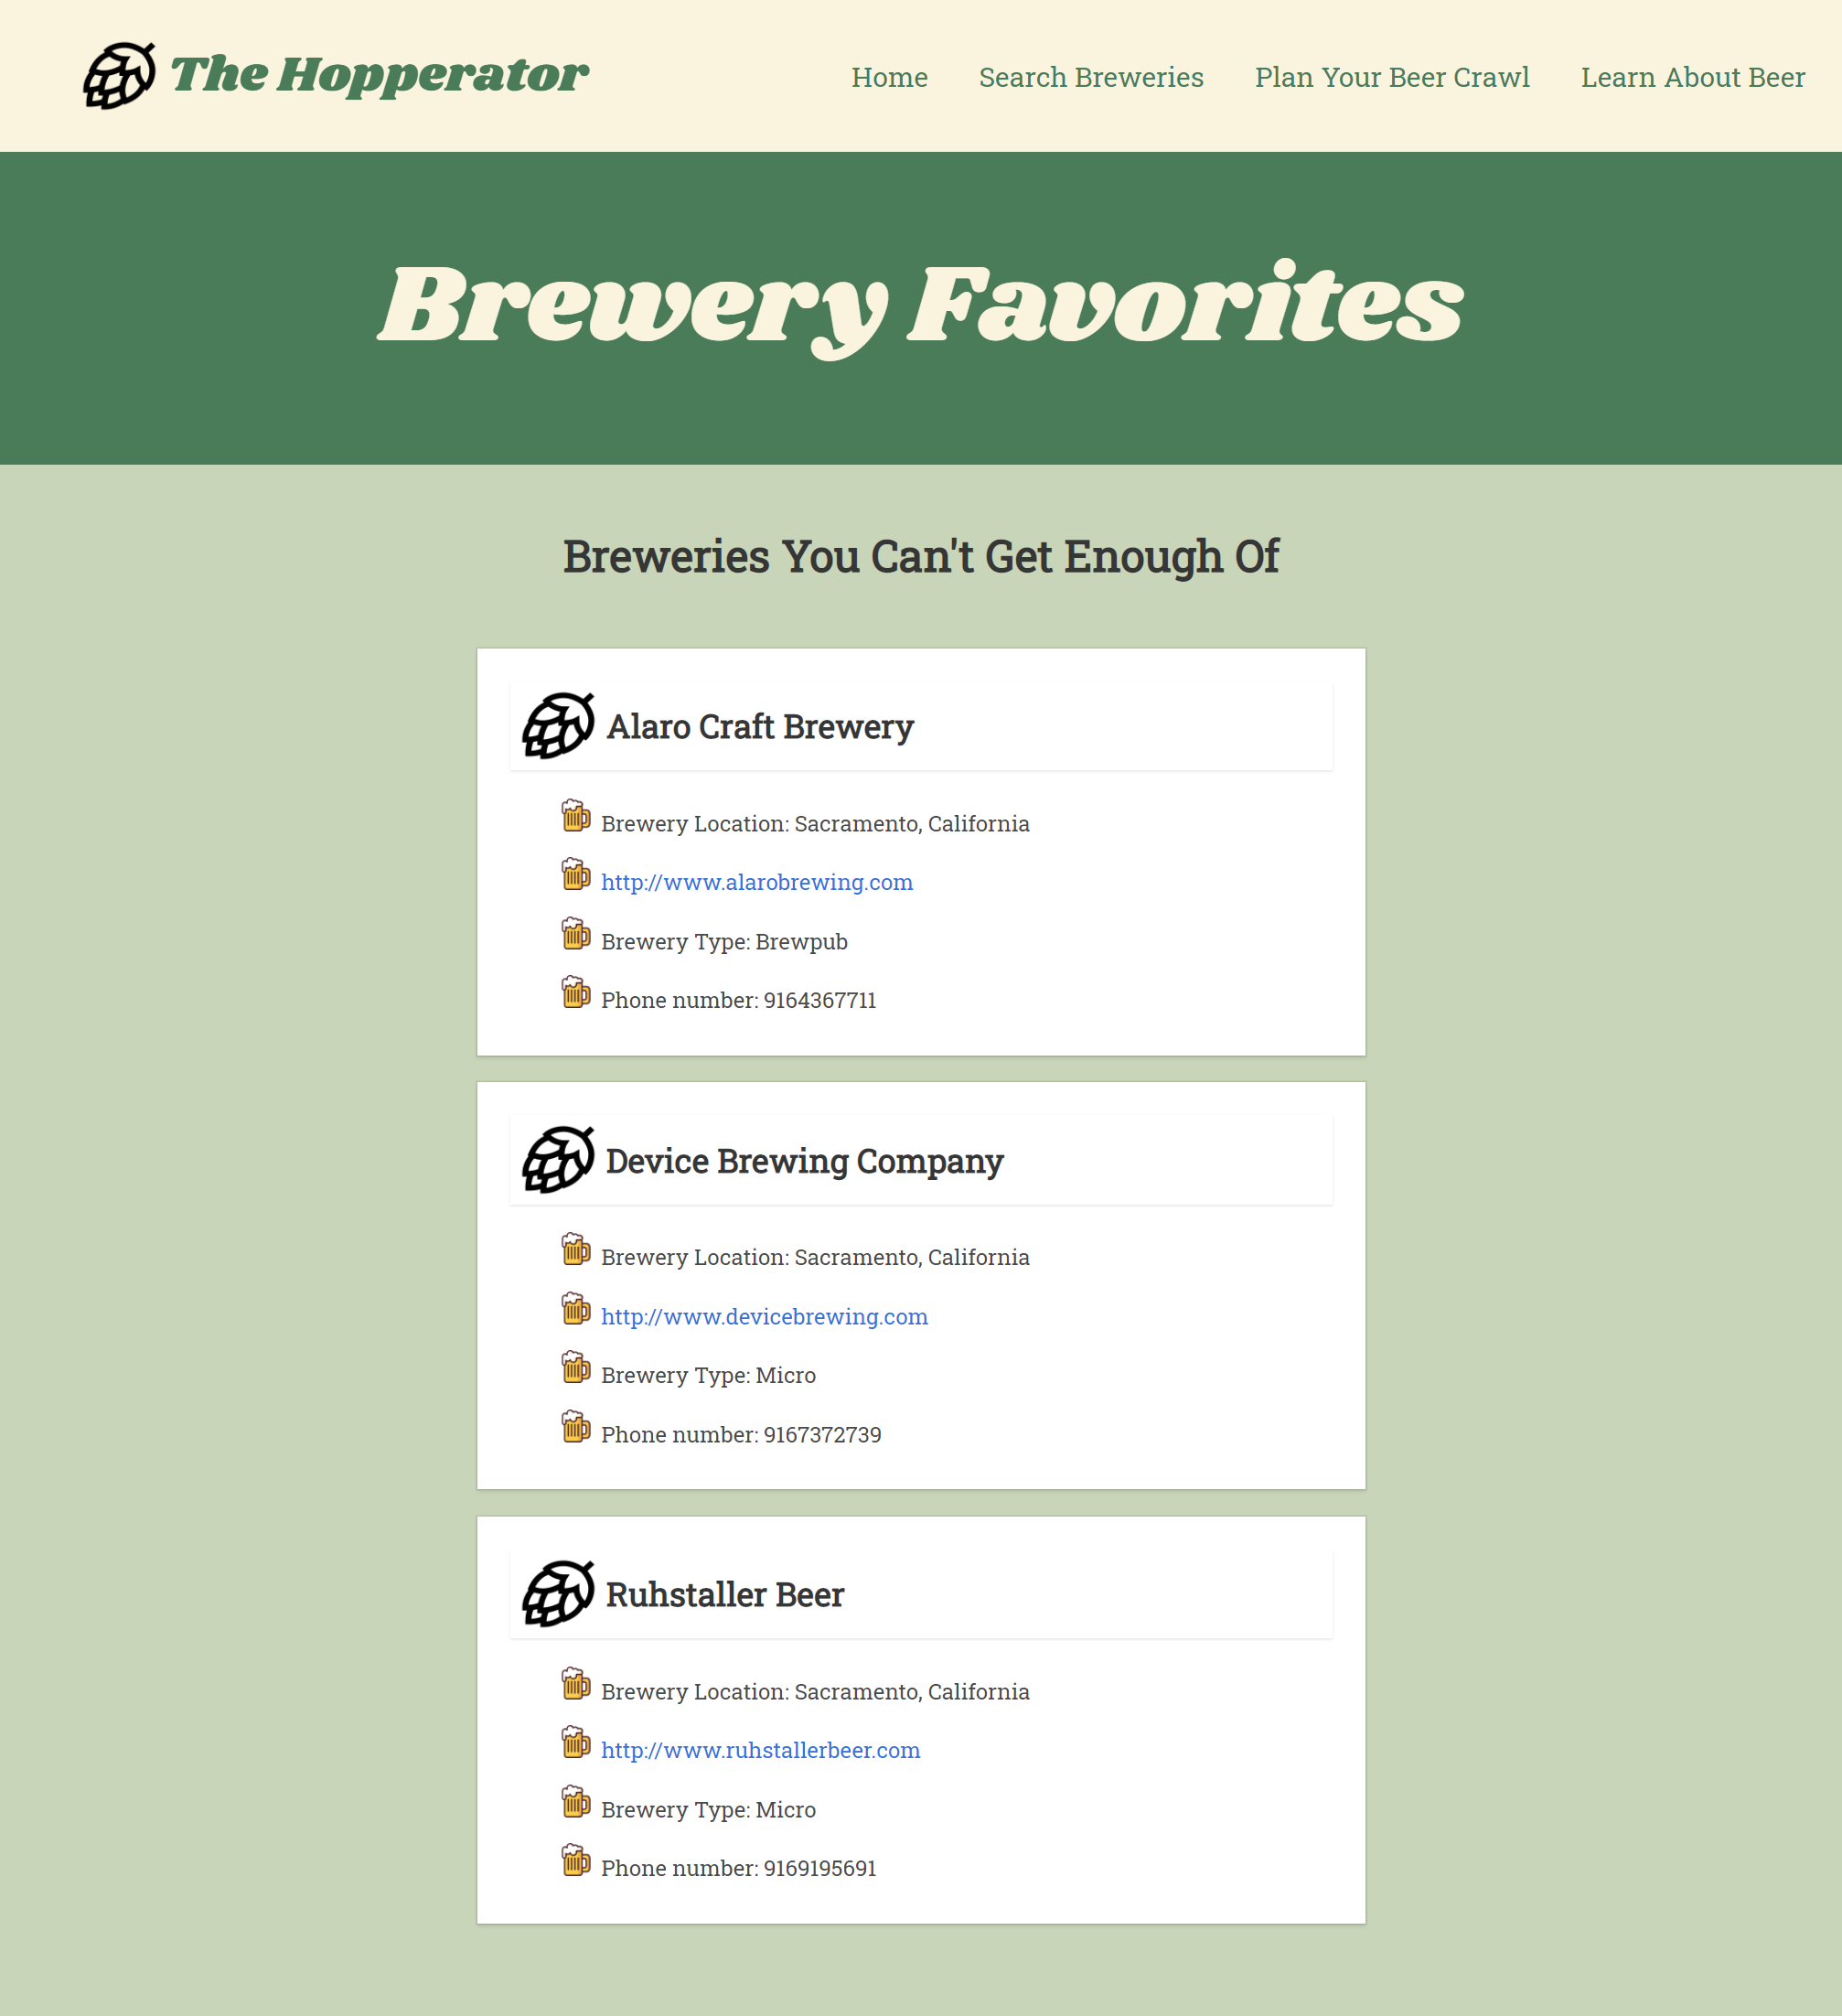 The Hopperator
Home
Search Breweries
Plan Your Beer Crawl
Learn About Beer
Brewery Favorites
Breweries You Can't Get Enough Of
Alaro Craft Brewery
Brewery Location: Sacramento, California
http://www.alarobrewing.com
Brewery Type: Brewpub
Phone number: 9164367711
Device Brewing Company
Brewery Location: Sacramento, California
http://www.devicebrewing.com
Brewery Type: Micro
Phone number: 9167372739
Ruhstaller Beer
Brewery Location: Sacramento, California
http://www.ruhstallerbeer.com
Brewery Type: Micro
Phone number: 9169195691